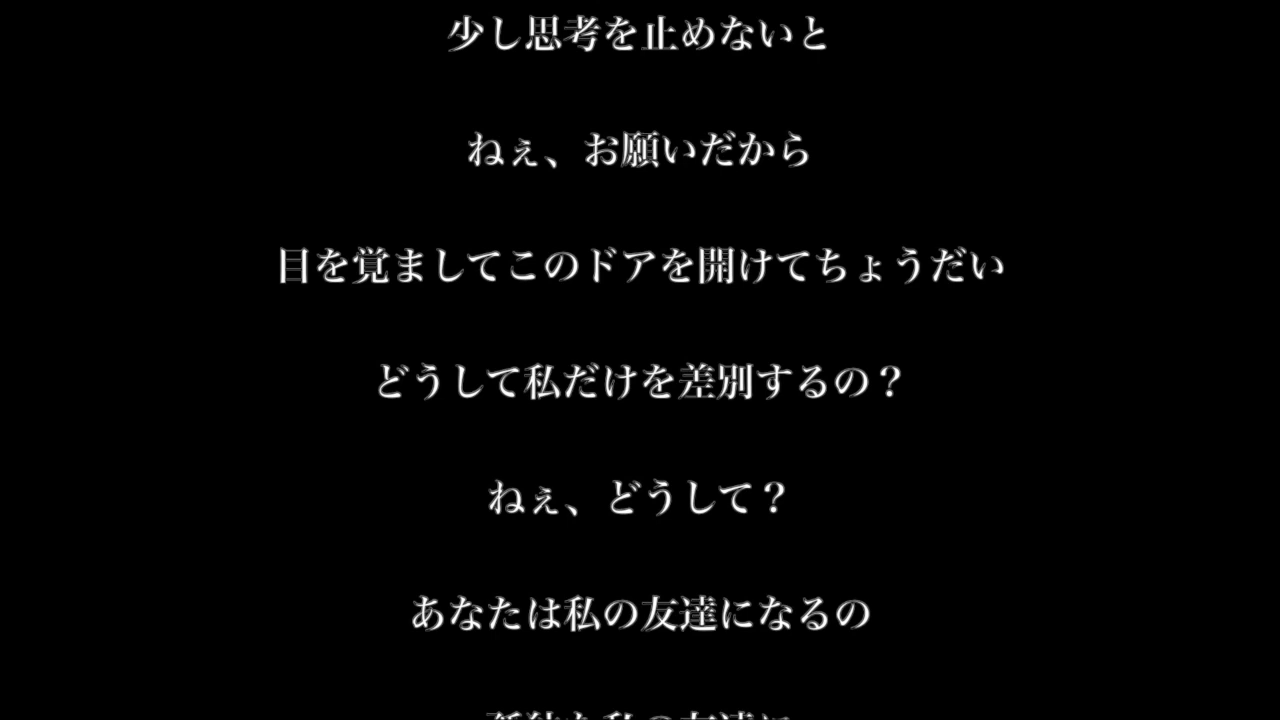 少し思考を止めないと
ねぇ、お願いだから
目を覚ましてこのドアを開けてちょうだい
どうして私だけを差別するの？
ねぇ、どうして？
あなたは私の友達になるの